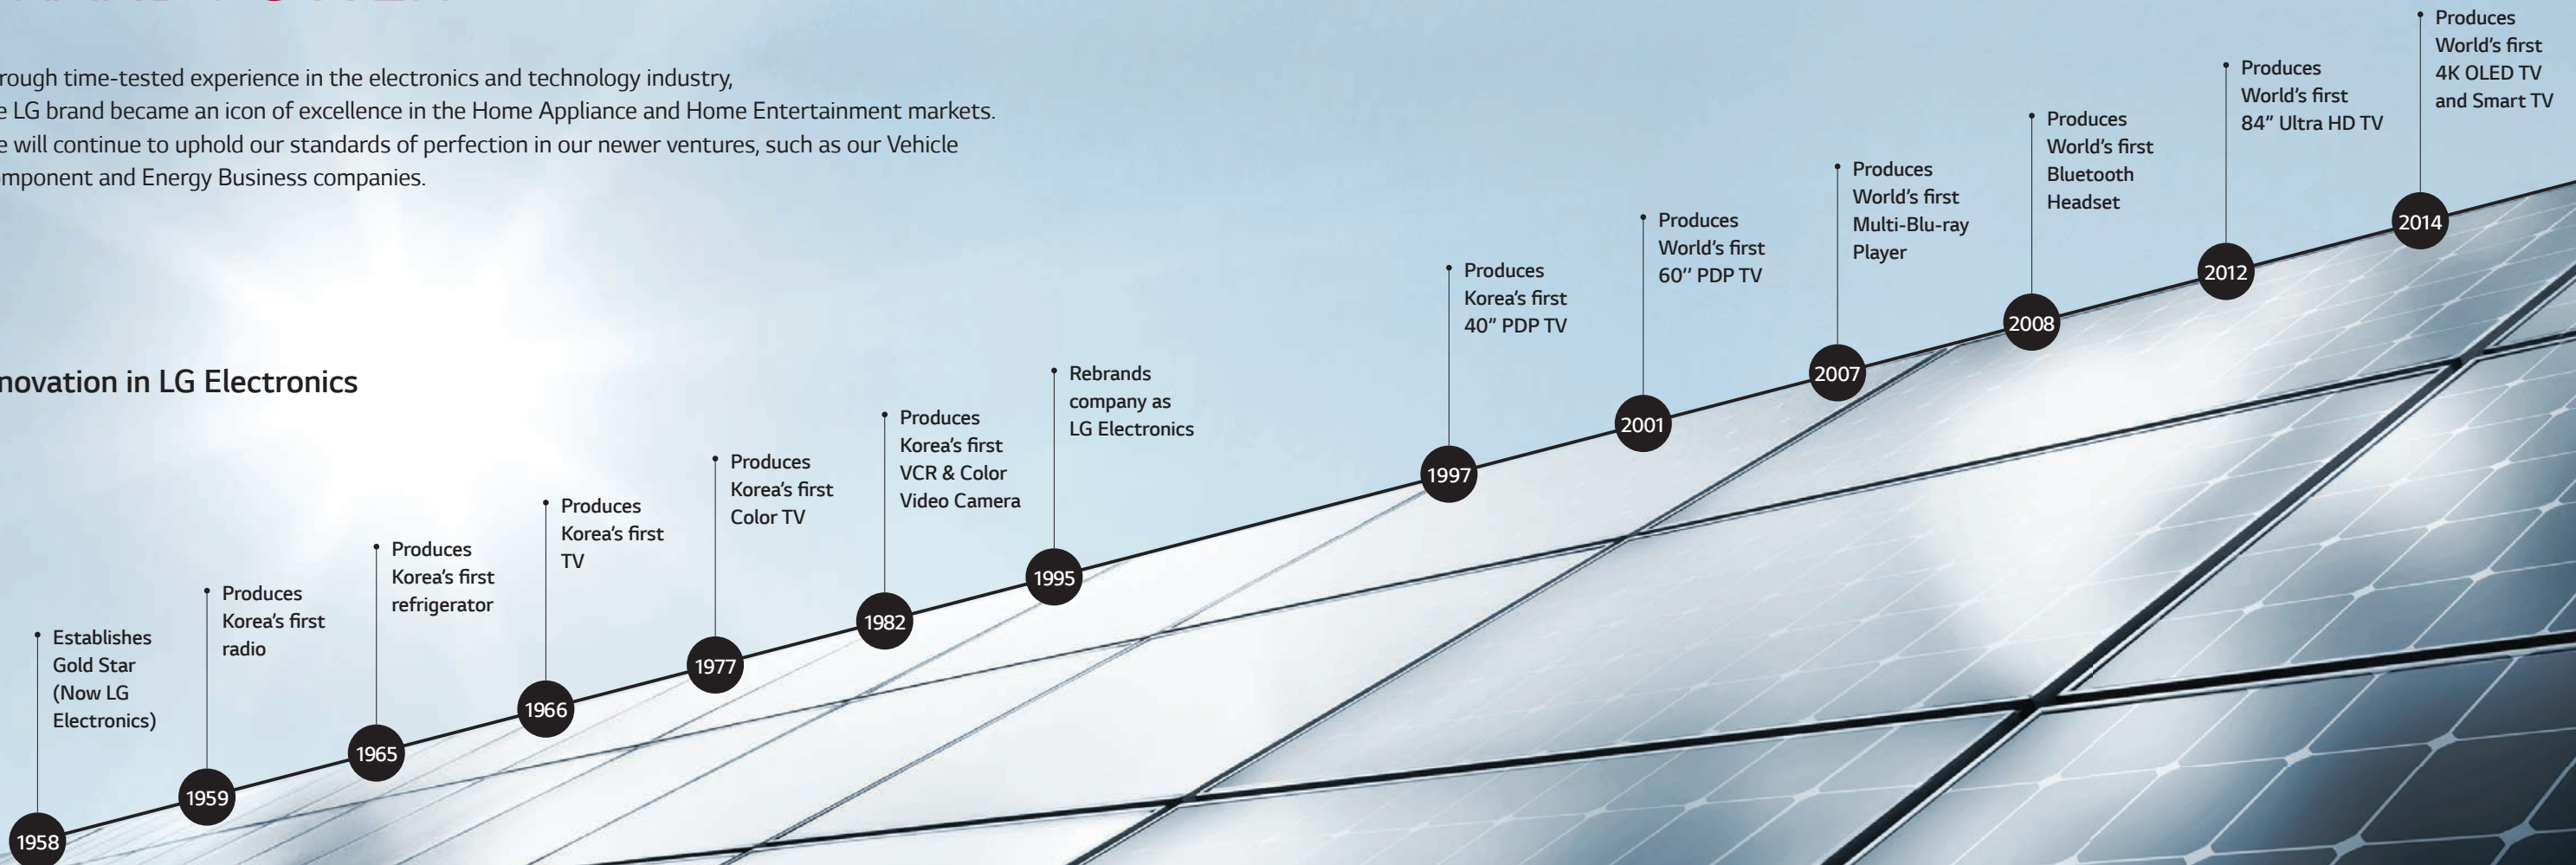 rough time-tested experience in the electronics and technology industry,
e LG brand became an icon of excellence in the Home Appliance and Home Entertainment markets.
e will continue to uphold our standards of perfection in our newer ventures, such as our Vehicle
mponent and Energy Business companies.
novation in LG Electronics
1958
Establishes
Gold Star
(Now LG
Electronics)
1959
Produces
Korea's first
radio
1965
Produces
Korea's first
refrigerator
1966
Produces
Korea's first
TV
1977
Produces
Korea's first
Color TV
1982
Produces
Korea's first
VCR & Color
Video Camera
1995
Rebrands
company as
LG Electronics
1997
Produces
Korea's first
40" PDP TV
2001
Produces
World's first
60'' PDP TV
2007
Produces
World's first
Multi-Blu-ray
Player
2008
Produces
World's first
Bluetooth
Headset
2012
Produces
World's first
84" Ultra HD TV
2014
Produces
World's first
4K OLED TV
and Smart TV